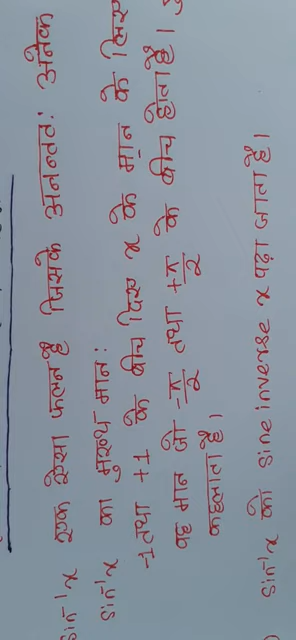 sin⁻¹x एक ऐसा फलन है जिसके अनन्ततः अनेक
sin⁻¹x का मुख्य मान:
-1 तथा +1 के बीच दिए x के मान के लिए
वह मान जो -π/2 तथा +π/2 के बीच होता है।
कहलाता है।
sin⁻¹x को sine inverse x पढ़ा जाता है।